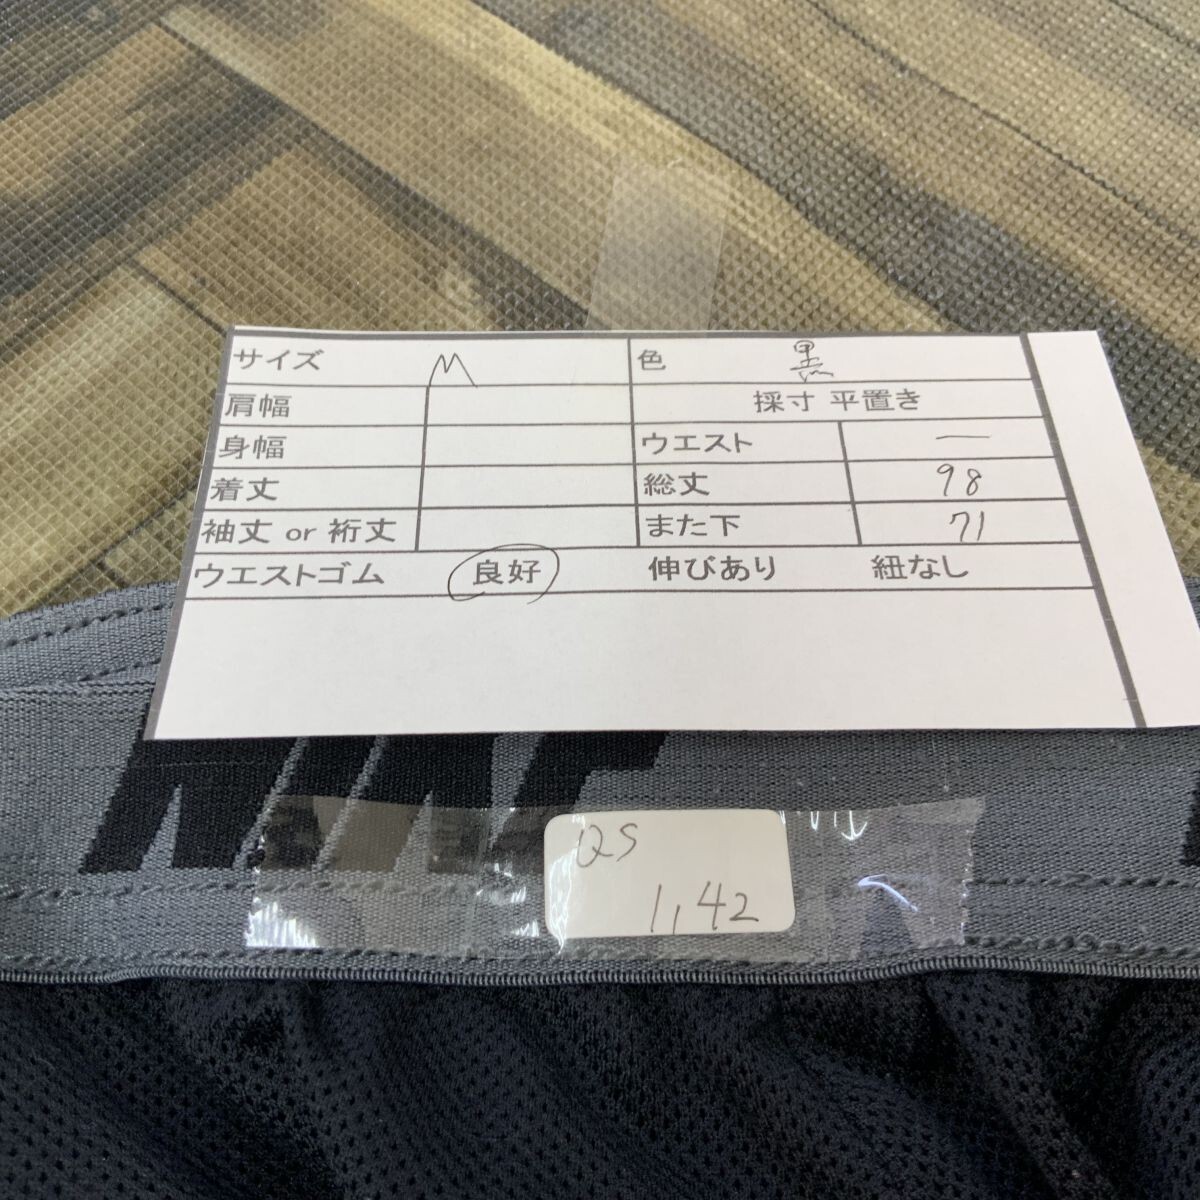 サイズ M 色 黒
肩幅 採寸 平置き
身幅 ウエスト ー
着丈 総丈 98
袖丈 or 裄丈 また下 71
ウエストゴム 良好 伸びあり 紐なし
QS
1,42